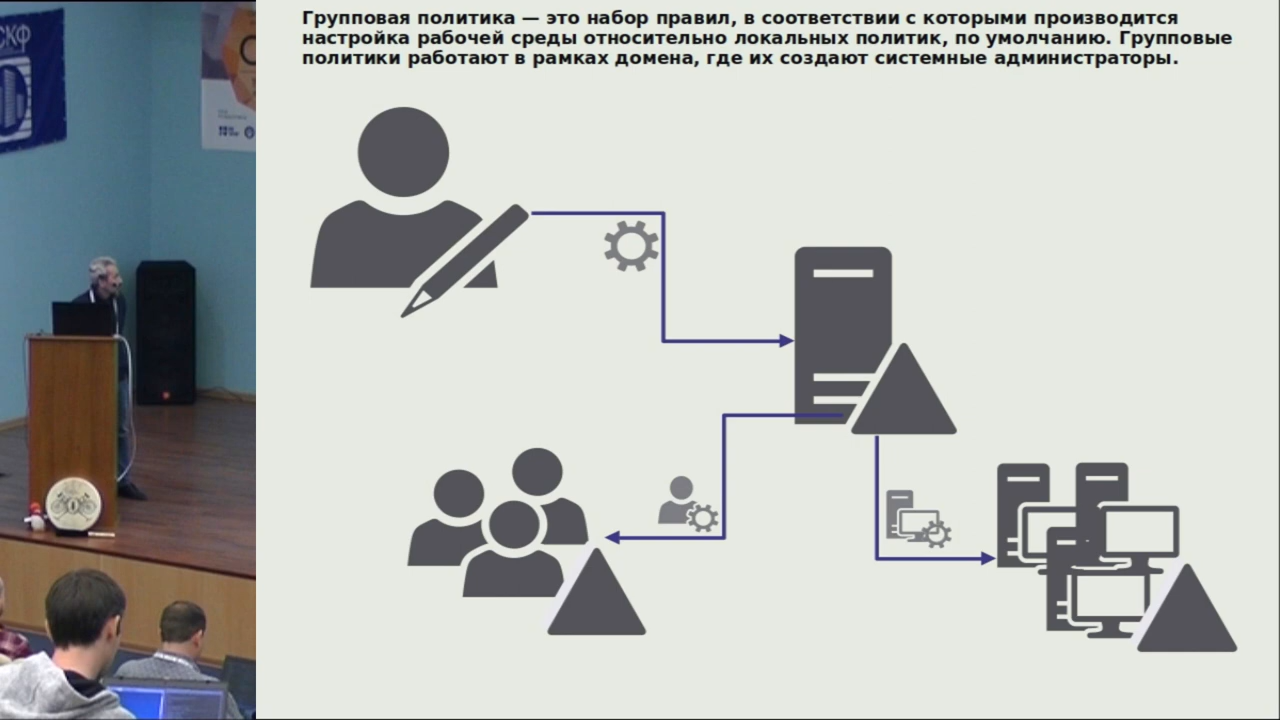 СКФ
Групповая политика — это набор правил, в соответствии с которыми производится
настройка рабочей среды относительно локальных политик, по умолчанию. Групповые
политики работают в рамках домена, где их создают системные администраторы.